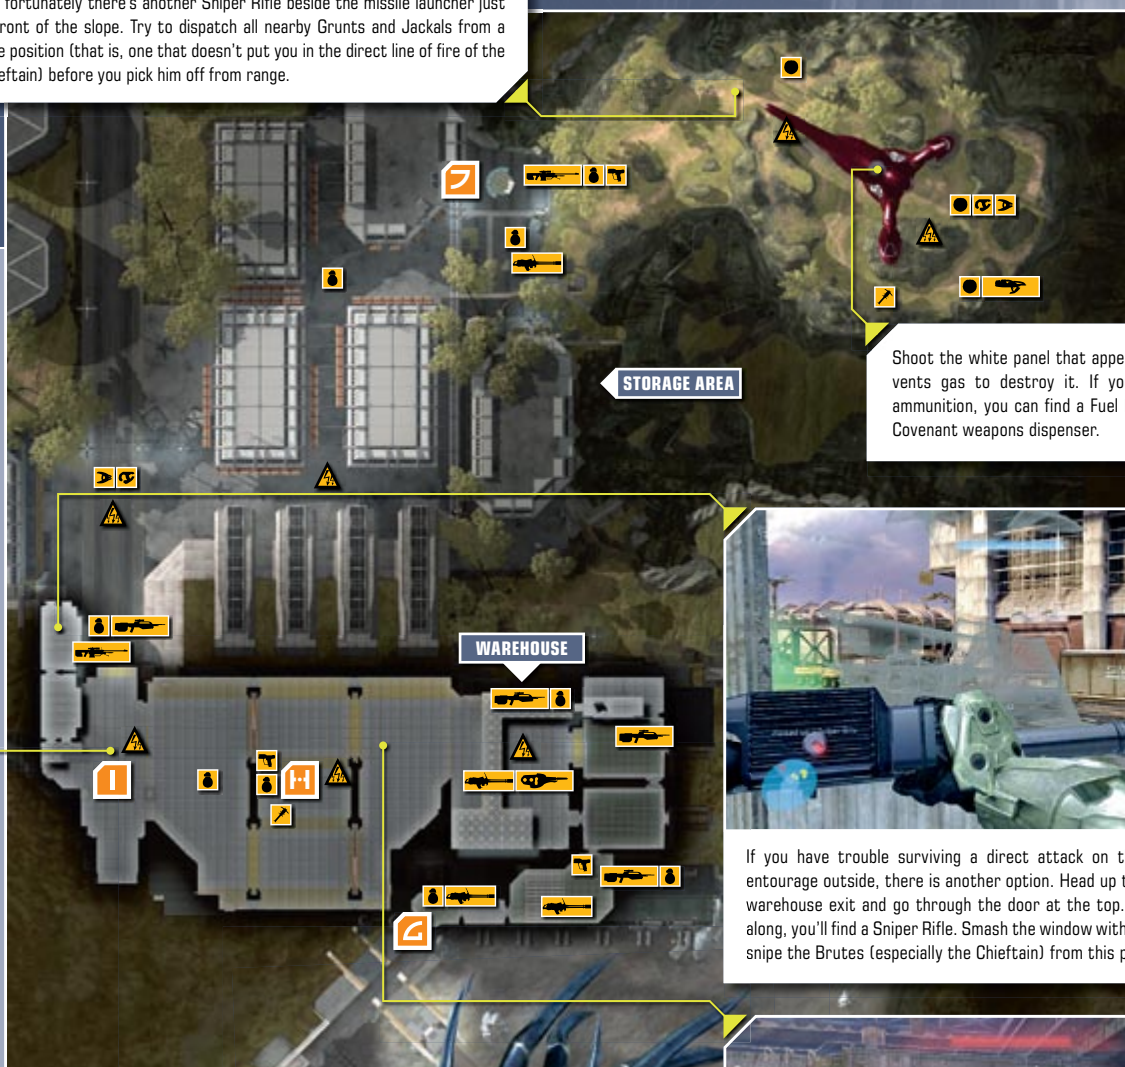 fortunately there's another Sniper Rifle beside the missile launcher just
front of the slope. Try to dispatch all nearby Grunts and Jackals from a
position (that is, one that doesn't put you in the direct line of fire of the
before you pick him off from range.
J
STORAGE AREA
Shoot the white panel that
vents gas to destroy it. If
ammunition, you can find a Fuel
Covenant weapons dispenser.
WAREHOUSE
I
H
G
If you have trouble surviving a direct attack on
entourage outside, there is another option. Head up
warehouse exit and go through the door at the top.
along, you'll find a Sniper Rifle. Smash the window with
snipe the Brutes (especially the Chieftain) from this